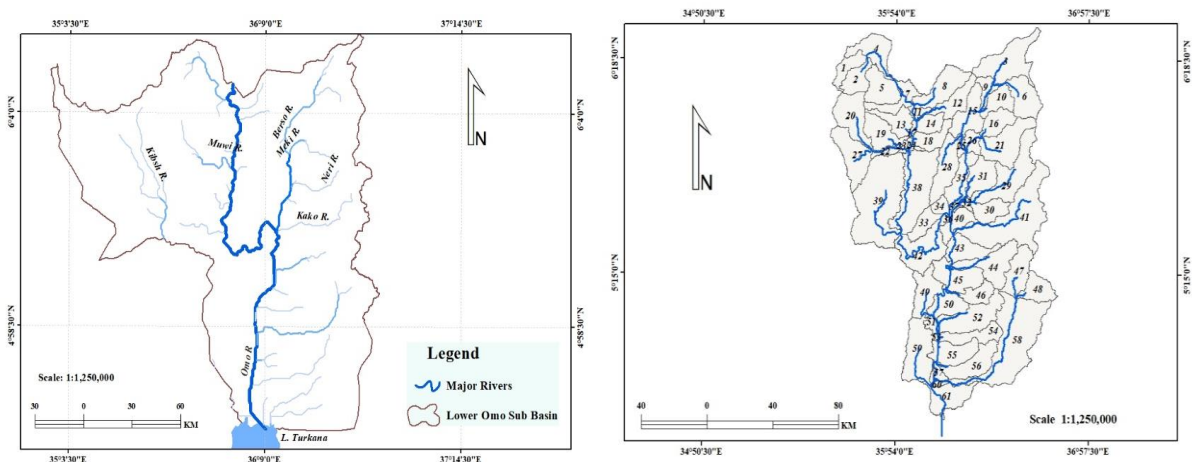 35°3'30"E
36°9'0"E
37°14'30"E
6°4'0"N
6°4'0"N
4°58'30"N
4°58'30"N
N
Berso R.
Meki R.
Muwi R.
Kibish R.
Neri R.
Kako R.
Omo R
Legend
Major Rivers
Lower Omo Sub Basin
Scale: 1:1,250,000
30 0 30 60
KM
L. Turkana
35°3'30"E
36°9'0"E
37°14'30"E
34°50'30"E
35°54'0"E
36°57'30"E
6°18'30"N
6°18'30"N
5°15'0"N
5°15'0"N
N
4
3
1
2
5
7
8
9
10
6
11
12
15
20
13
14
16
19
18
26
21
27
28
35
31
29
39
38
34
30
41
33
40
42
43
44
47
45
46
48
49
50
51
52
54
58
59
55
56
61
Scale 1:1,250,000
40 0 40 80
KM
34°50'30"E
35°54'0"E
36°57'30"E